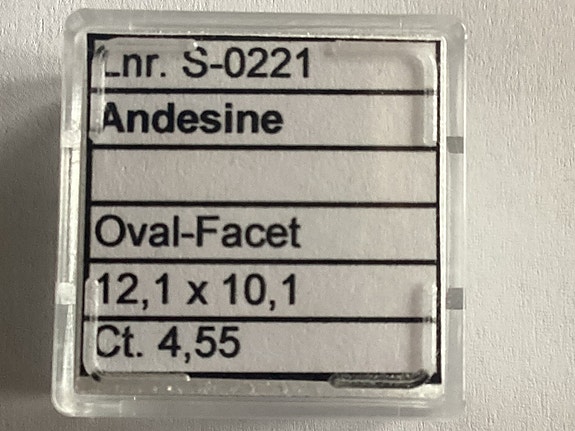 Lnr. S-0221
Andesine
Oval-Facet
12,1 x 10,1
Ct. 4,55